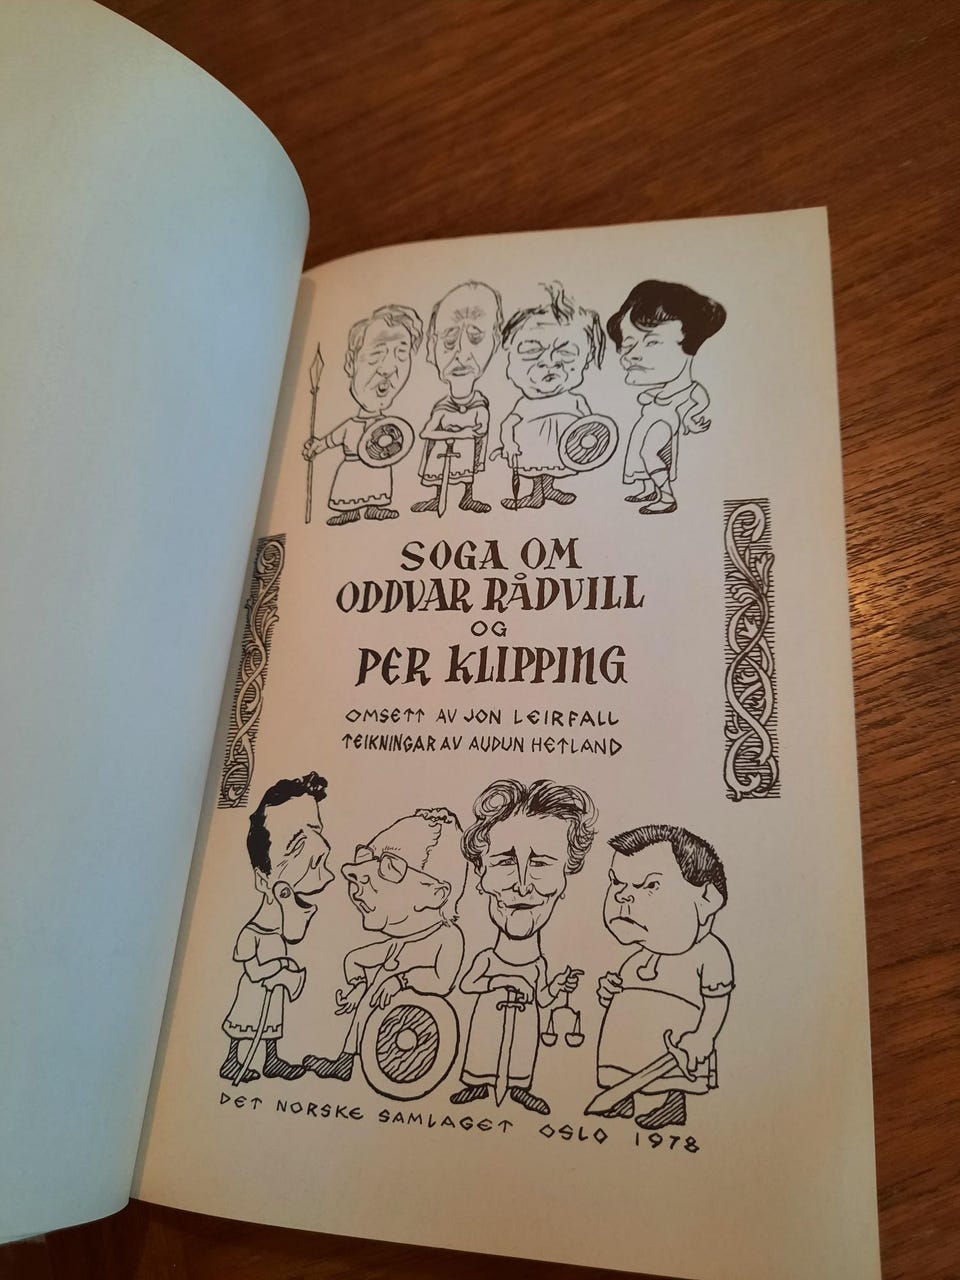 SOGA OM
ODDVAR RÅDVILL
OG
PER KLIPPING
OMSETT AV JON LEIRFALL
TEIKNINGAR AV AUDUN HETLAND
DET NORSKE SAMLAGET OSLO 1978